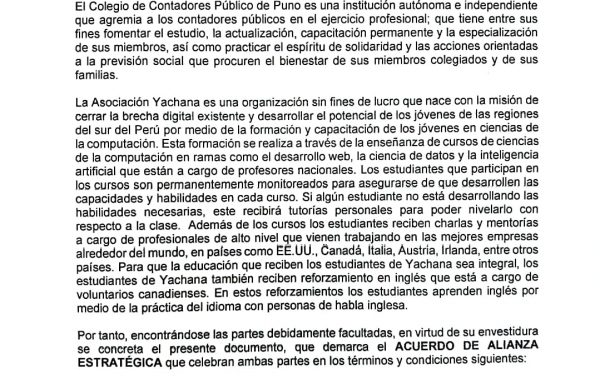 El Colegio de Contadores Público de Puno es una institución autónoma e independiente
que agremia a los contadores públicos en el ejercicio profesional; que tiene entre sus
fines fomentar el estudio, la actualización, capacitación permanente y la especialización
de sus miembros, así como practicar el espíritu de solidaridad y las acciones orientadas
a la previsión social que procuren el bienestar de sus miembros colegiados y de sus
familias.
La Asociación Yachana es una organización sin fines de lucro que nace con la misión de
cerrar la brecha digital existente y desarrollar el potencial de los jóvenes de las regiones
del sur del Perú por medio de la formación y capacitación de los jóvenes en ciencias de
la computación. Esta formación se realiza a través de la enseñanza de cursos de ciencias
de la computación en ramas como el desarrollo web, la ciencia de datos y la inteligencia
artificial que están a cargo de profesores nacionales. Los estudiantes que participan en
los cursos son permanentemente monitoreados para asegurarse de que desarrollen las
capacidades y habilidades en cada curso. Si algún estudiante no está desarrollando las
habilidades necesarias, este recibirá tutorías personales para poder nivelarlo con
respecto a la clase. Además de los cursos los estudiantes reciben charlas y mentorías
a cargo de profesionales de alto nivel que vienen trabajando en las mejores empresas
alrededor del mundo, en países como EE.UU., Canadá, Italia, Austria, Irlanda, entre otros
países. Para que la educación que reciben los estudiantes de Yachana sea integral, los
estudiantes de Yachana también reciben reforzamiento en inglés que está a cargo de
voluntarios canadienses. En estos reforzamientos los estudiantes aprenden inglés por
medio de la práctica del idioma con personas de habla inglesa.
Por tanto, encontrándose las partes debidamente facultadas, en virtud de su envestidura
se concreta el presente documento, que demarca el ACUERDO DE ALIANZA
ESTRATÉGICA que celebran ambas partes en los términos y condiciones siguientes: